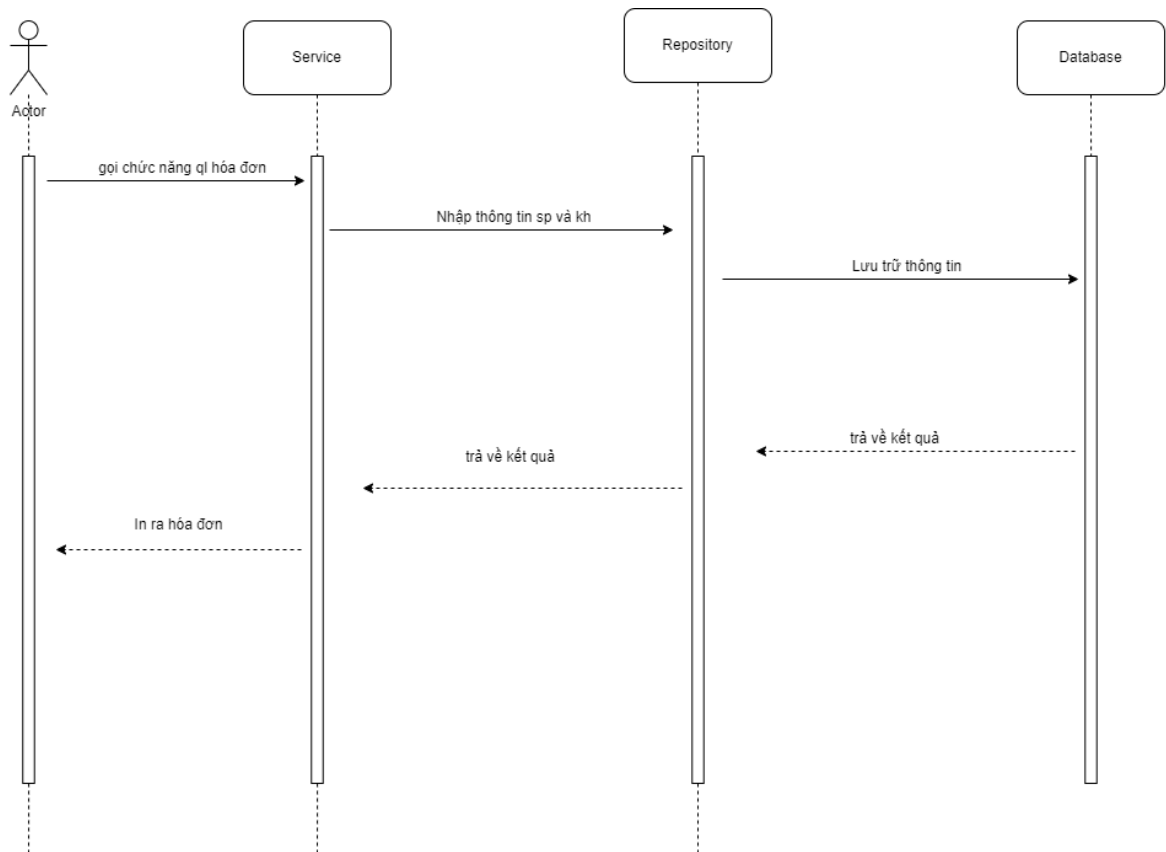 Repository
Service
Database
Actor
gọi chức năng ql hóa đơn
Nhập thông tin sp và kh
Lưu trữ thông tin
trả về kết quả
trả về kết quả
In ra hóa đơn